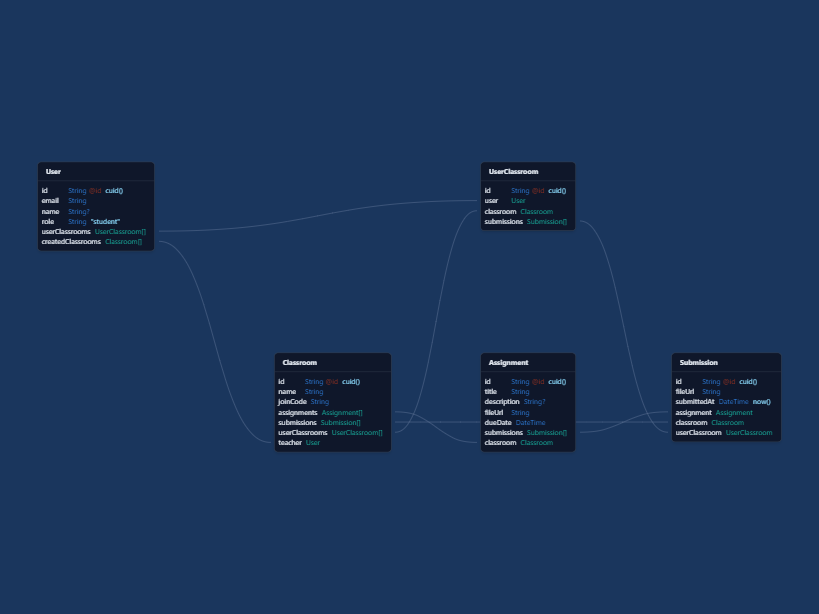 User
id String @id cuid()
email String
name String?
role String "student"
userClassrooms UserClassroom[]
createdClassrooms Classroom[]
UserClassroom
id String @id cuid()
user User
classroom Classroom
submissions Submission[]
Classroom
id String @id cuid()
name String
joinCode String
assignments Assignment[]
submissions Submission[]
userClassrooms UserClassroom[]
teacher User
Assignment
id String @id cuid()
title String
description String?
fileUrl String
dueDate DateTime
submissions Submission[]
classroom Classroom
Submission
id String @id cuid()
fileUrl String
submittedAt DateTime now()
assignment Assignment
classroom Classroom
userClassroom UserClassroom